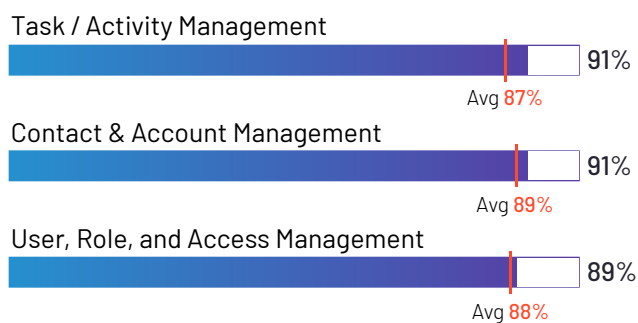 Task / Activity Management
91%
Avg 87%
Contact & Account Management
91%
Avg 89%
User, Role, and Access Management
89%
Avg 88%